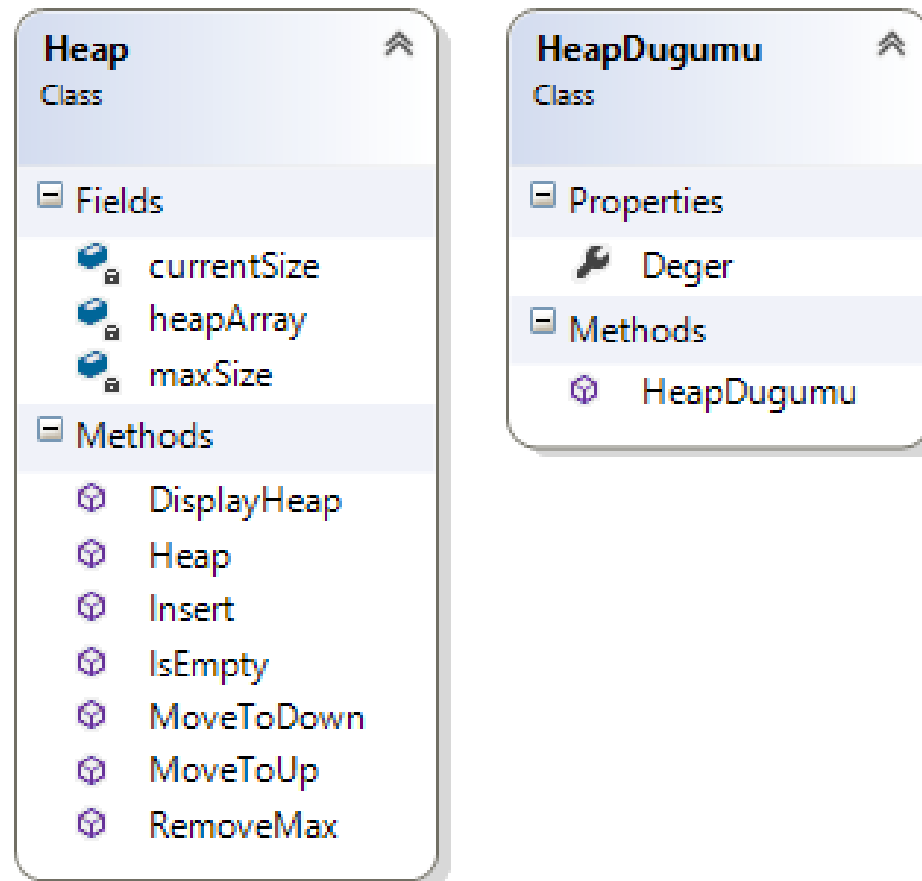 Heap
Class
Fields
currentSize
heapArray
maxSize
Methods
DisplayHeap
Heap
Insert
IsEmpty
MoveToDown
MoveToUp
RemoveMax
HeapDugumu
Class
Properties
Deger
Methods
HeapDugumu